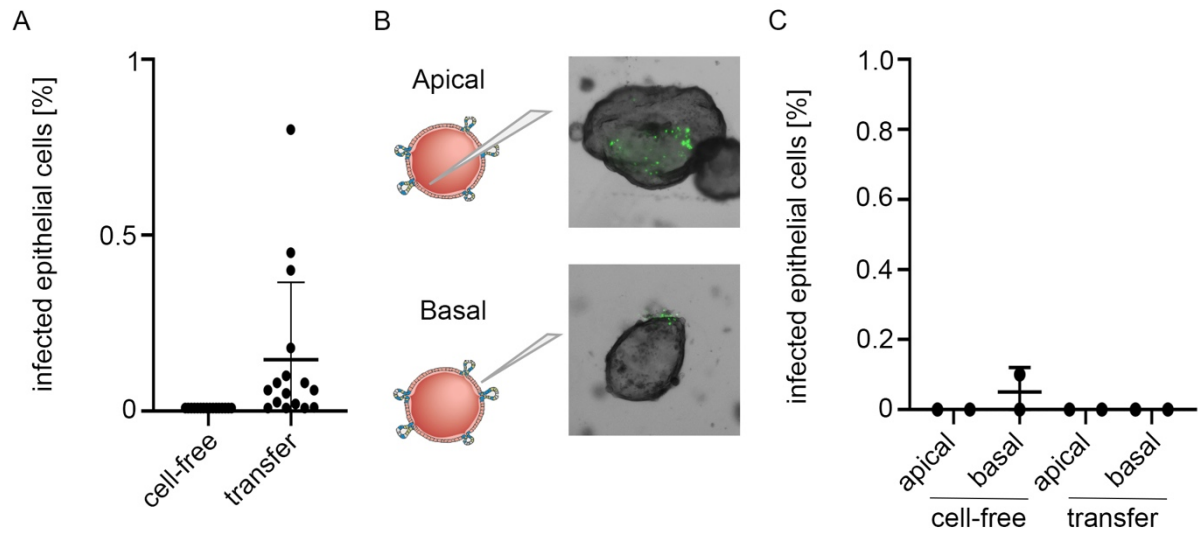 A
infected epithelial cells [%]
1
0.5
0
cell-free
transfer
B
Apical
Basal
C
infected epithelial cells [%]
1.0
0.8
0.6
0.4
0.2
0
apical
basal
apical
basal
cell-free
transfer